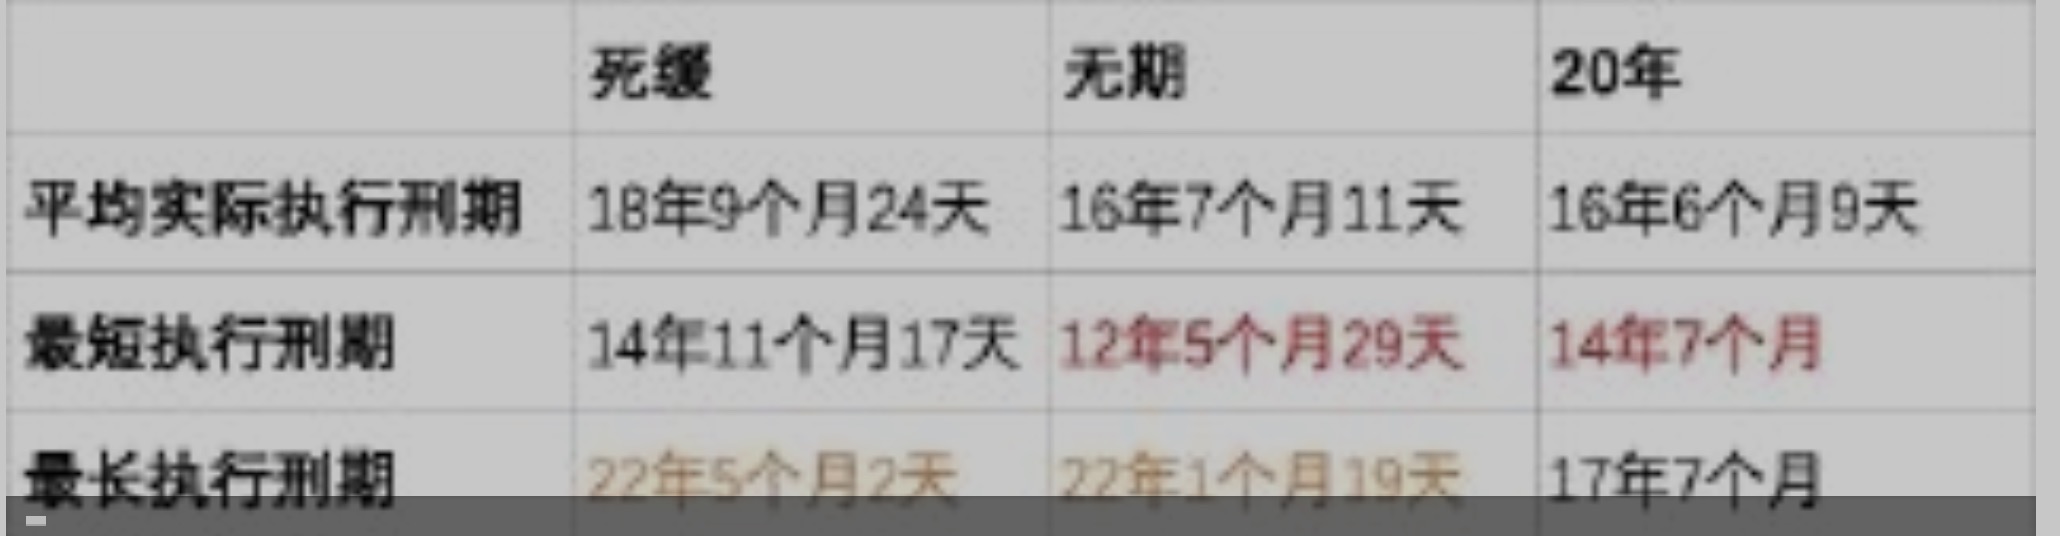 死缓 无期 20年
平均实际执行刑期 18年9个月24天 16年7个月11天 16年6个月9天
最短执行刑期 14年11个月17天 12年5个月29天 14年7个月
最长执行刑期 22年5个月2天 22年1个月19天 17年7个月